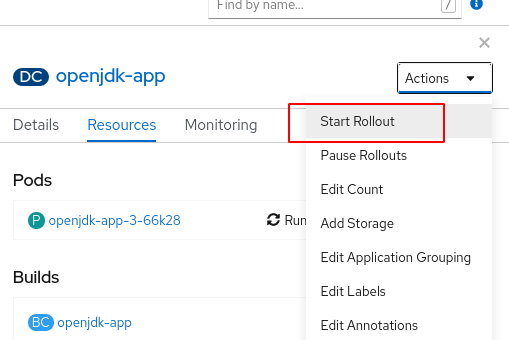 Find by name...
/
DC openjdk-app
Actions
Details Resources Monitoring
Start Rollout
Pause Rollouts
Edit Count
Add Storage
Edit Application Grouping
Edit Labels
Edit Annotations
Pods
P openjdk-app-3-66k28
Run
Builds
BC openjdk-app